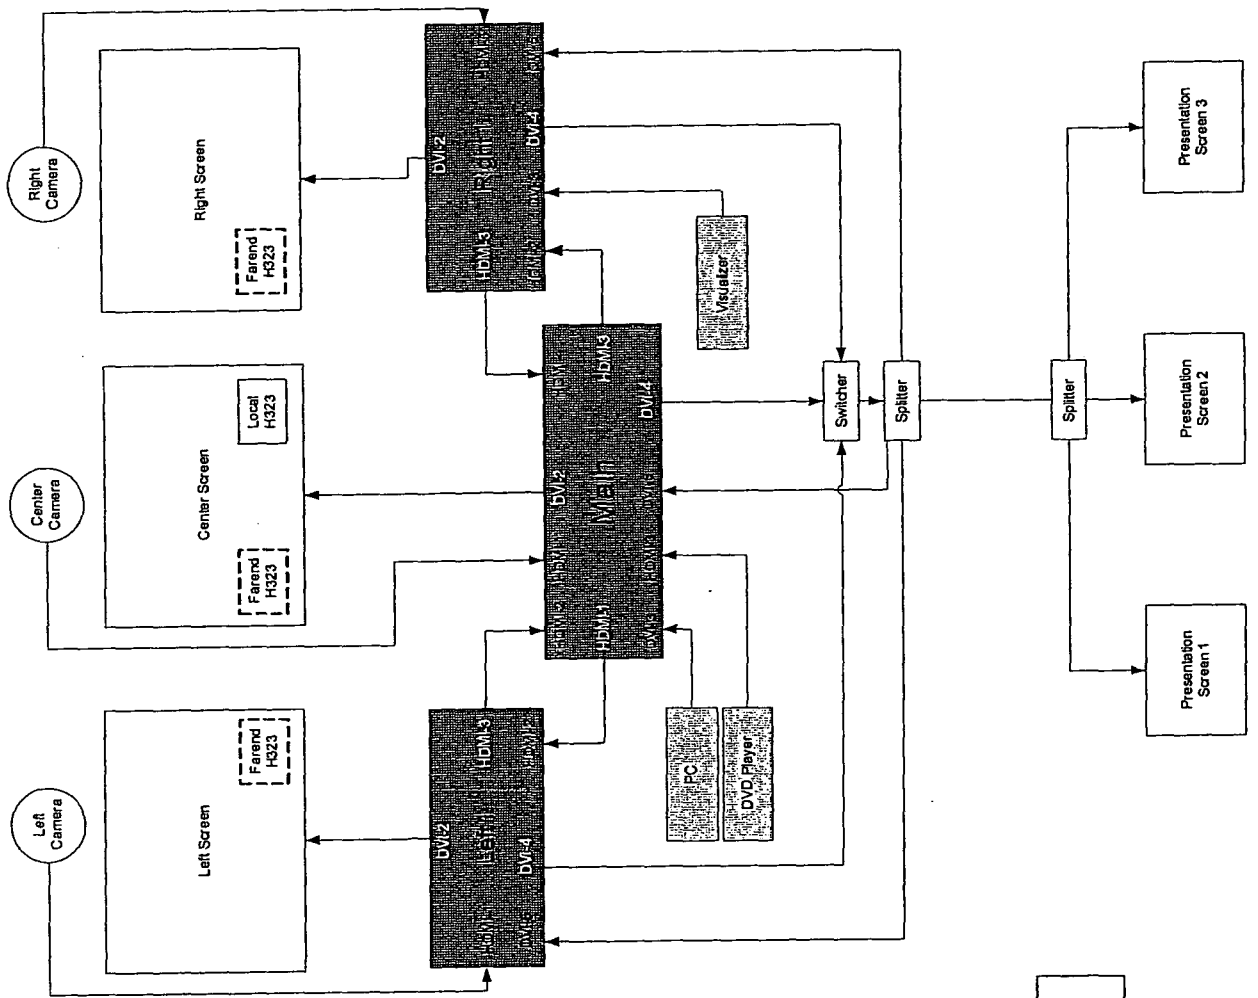 Left
Camera
Center
Camera
Right
Camera
Left Screen
Farend
H323
Center Screen
Farend
H323
Local
H323
Right Screen
Farend
H323
DVI-2
HDMI-3
Left
DVI-4
DVI-2
HDMI-1
Main
HDMI-3
DVI-4
DVI-2
HDMI-3
Right
DVI-4
PC
DVD Player
Visualizer
Switcher
Splitter
Splitter
Presentation
Screen 1
Presentation
Screen 2
Presentation
Screen 3